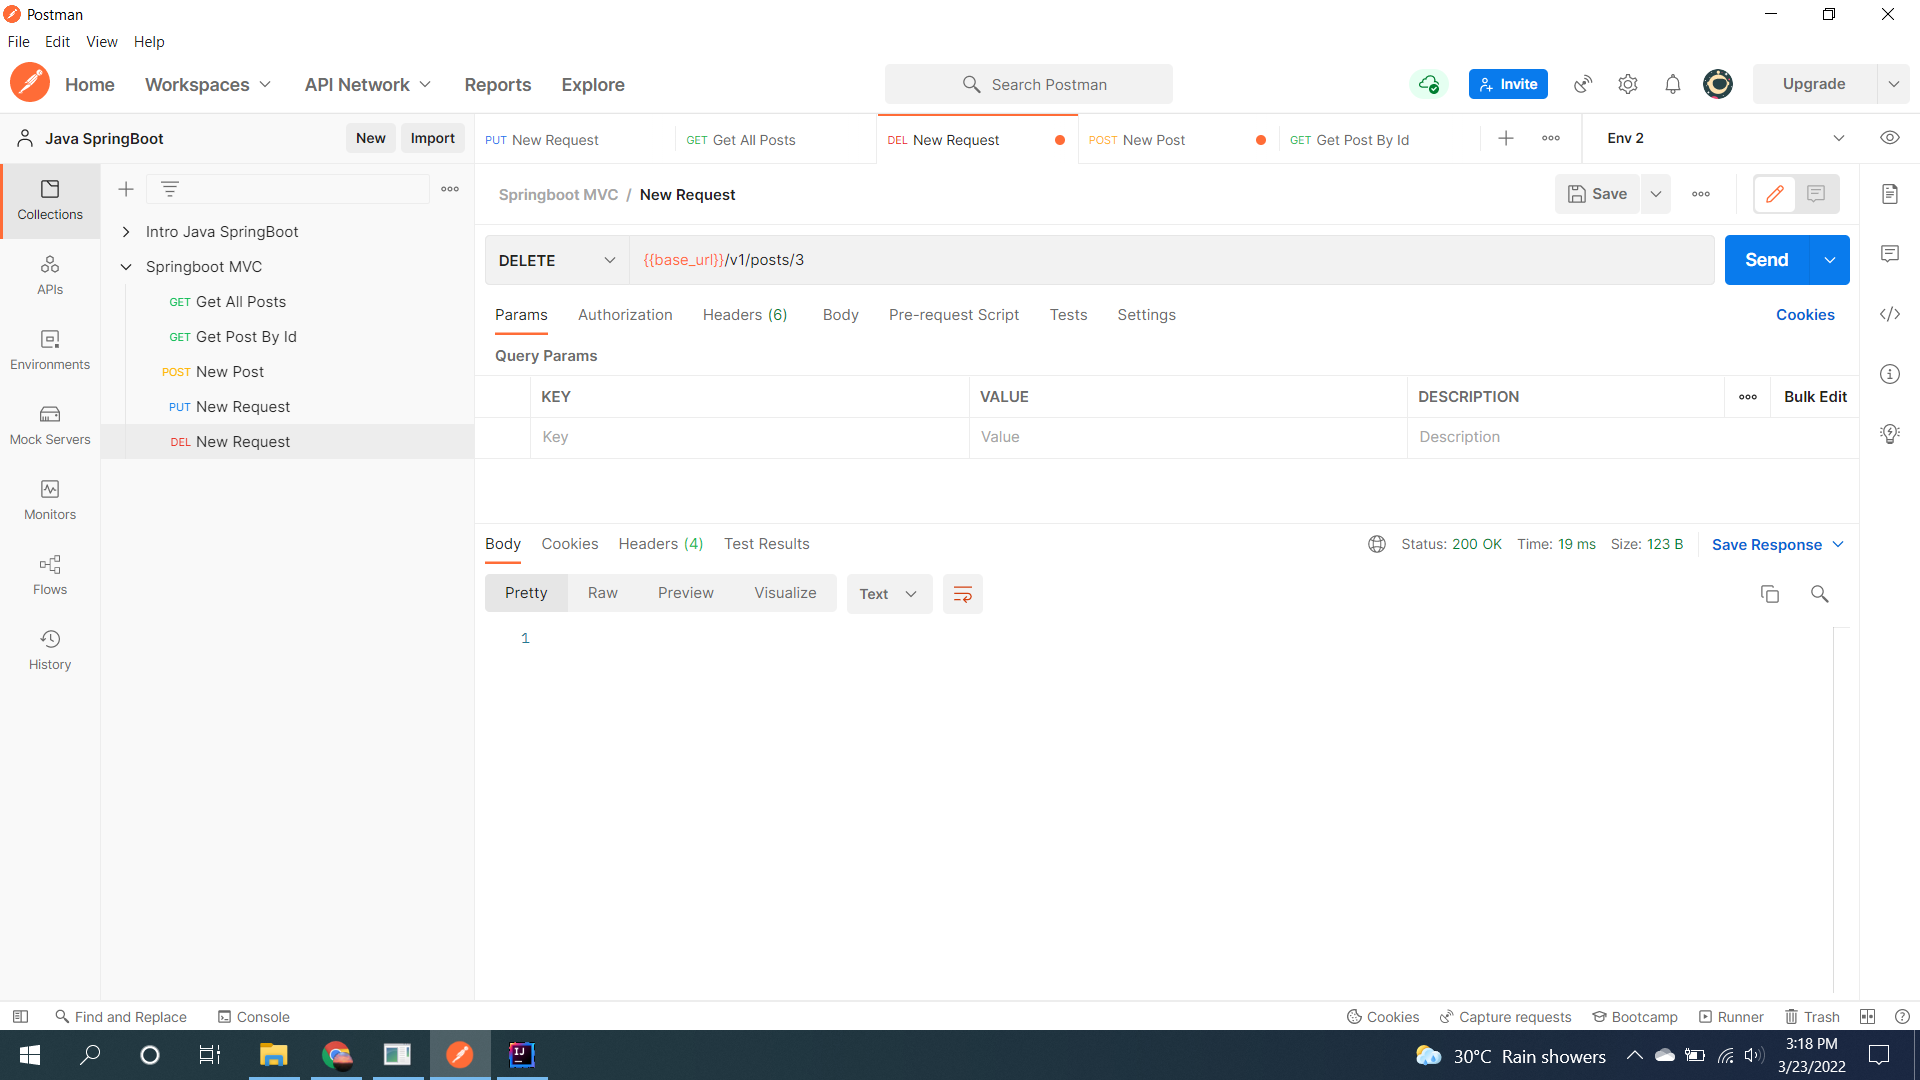 Postman
File Edit View Help
Home Workspaces API Network Reports Explore Search Postman Invite Upgrade
Java SpringBoot New Import
PUT New Request GET Get All Posts DEL New Request POST New Post GET Get Post By Id Env 2
Collections
APIs
Environments
Mock Servers
Monitors
Flows
History
Intro Java SpringBoot
Springboot MVC
GET Get All Posts
GET Get Post By Id
POST New Post
PUT New Request
DEL New Request
Springboot MVC / New Request Save
DELETE {{base_url}}/v1/posts/3 Send
Params Authorization Headers (6) Body Pre-request Script Tests Settings Cookies
Query Params
KEY VALUE DESCRIPTION Bulk Edit
Key Value Description
Body Cookies Headers (4) Test Results Status: 200 OK Time: 19 ms Size: 123 B Save Response
Pretty Raw Preview Visualize Text
1
Find and Replace Console Cookies Capture requests Bootcamp Runner Trash
IJ
30°C Rain showers
3:18 PM
3/23/2022